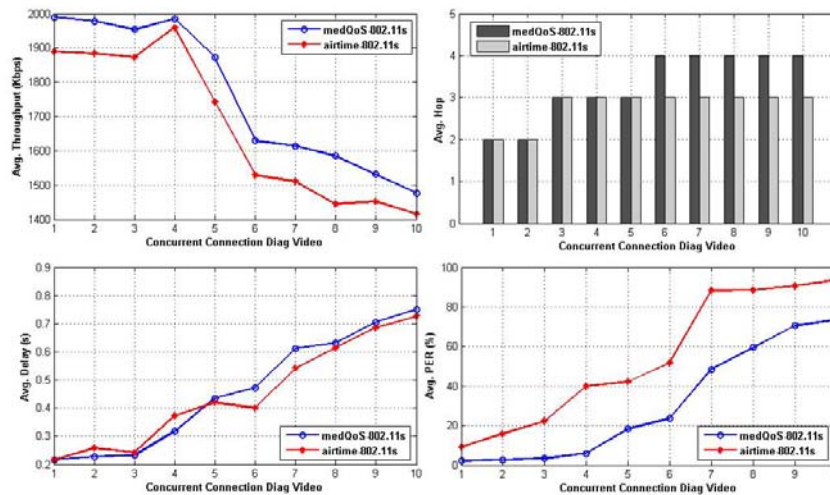 2000
1900
1800
1700
1600
1500
1400
Avg. Throughput (Kbps)
medQoS-802.11s
airtime-802.11s
1 2 3 4 5 6 7 8 9 10
Concurrent Connection Diag Video
5
4
3
2
1
0
Avg. Hop
medQoS-802.11s
airtime-802.11s
1 2 3 4 5 6 7 8 9 10
Concurrent Connection Diag Video
0.9
0.8
0.7
0.6
0.5
0.4
0.3
0.2
Avg. Delay (s)
medQoS-802.11s
airtime-802.11s
1 2 3 4 5 6 7 8 9 10
Concurrent Connection Diag Video
100
80
60
40
20
0
Avg. PER (%)
medQoS-802.11s
airtime-802.11s
1 2 3 4 5 6 7 8 9
Concurrent Connection Diag Video